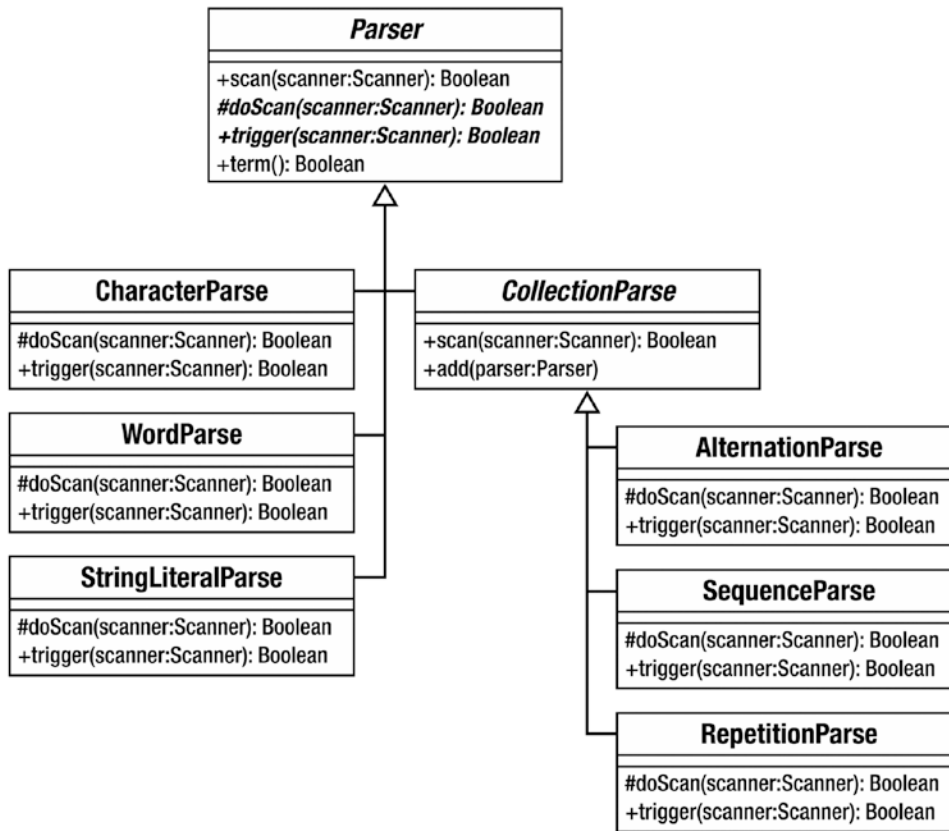 Parser
+scan(scanner:Scanner): Boolean
#doScan(scanner:Scanner): Boolean
+trigger(scanner:Scanner): Boolean
+term(): Boolean
CharacterParse
#doScan(scanner:Scanner): Boolean
+trigger(scanner:Scanner): Boolean
CollectionParse
+scan(scanner:Scanner): Boolean
+add(parser:Parser)
WordParse
#doScan(scanner:Scanner): Boolean
+trigger(scanner:Scanner): Boolean
AlternationParse
#doScan(scanner:Scanner): Boolean
+trigger(scanner:Scanner): Boolean
StringLiteralParse
#doScan(scanner:Scanner): Boolean
+trigger(scanner:Scanner): Boolean
SequenceParse
#doScan(scanner:Scanner): Boolean
+trigger(scanner:Scanner): Boolean
RepetitionParse
#doScan(scanner:Scanner): Boolean
+trigger(scanner:Scanner): Boolean